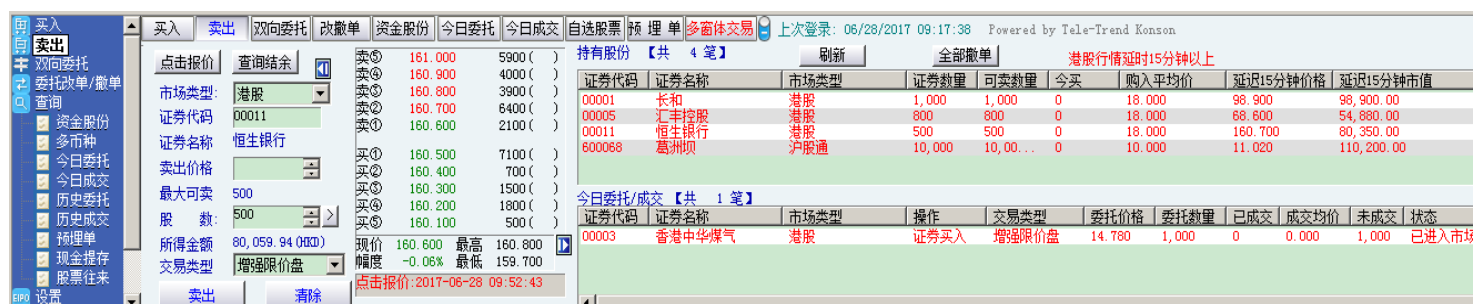 买入 卖出 双向委托 改撤单 资金股份 今日委托 今日成交 自选股票 预 埋 单 多窗体交易 上次登录: 06/28/2017 09:17:38 Powered by Tele-Trend Konson
买入
卖出
双向委托
委托改单/撤单
查询
资金股份
多币种
今日委托
今日成交
历史委托
历史成交
预埋单
现金提存
股票往来
EIPO 设置
点击报价 查询结余
市场类型: 港股
证券代码 00011
证券名称 恒生银行
卖出价格
最大可卖 500
股 数: 500
所得金额 80,059.94(HKD)
交易类型 增强限价盘
卖出 清除
卖⑤ 161.000 5900( )
卖④ 160.900 4000( )
卖③ 160.800 3900( )
卖② 160.700 6400( )
卖① 160.600 2100( )
买① 160.500 7100( )
买② 160.400 700( )
买③ 160.300 1500( )
买④ 160.200 1800( )
买⑤ 160.100 500( )
现价 160.600 最高 160.800
幅度 -0.06% 最低 159.700
点击报价:2017-06-28 09:52:43
持有股份 【共 4 笔】 刷新 全部撤单 港股行情延时15分钟以上
证券代码 证券名称 市场类型 证券数量 可卖数量 今买 购入平均价 延迟15分钟价格 延迟15分钟市值
00001 长和 港股 1,000 1,000 0 18.000 98.900 98,900.00
00005 汇丰控股 港股 800 800 0 18.000 68.600 54,880.00
00011 恒生银行 港股 500 500 0 18.000 160.700 80,350.00
600068 葛洲坝 沪股通 10,000 10,00... 0 10.000 11.020 110,200.00
今日委托/成交 【共 1 笔】
证券代码 证券名称 市场类型 操作 交易类型 委托价格 委托数量 已成交 成交均价 未成交 状态
00003 香港中华煤气 港股 证券买入 增强限价盘 14.780 1,000 0 0.000 1,000 已进入市场